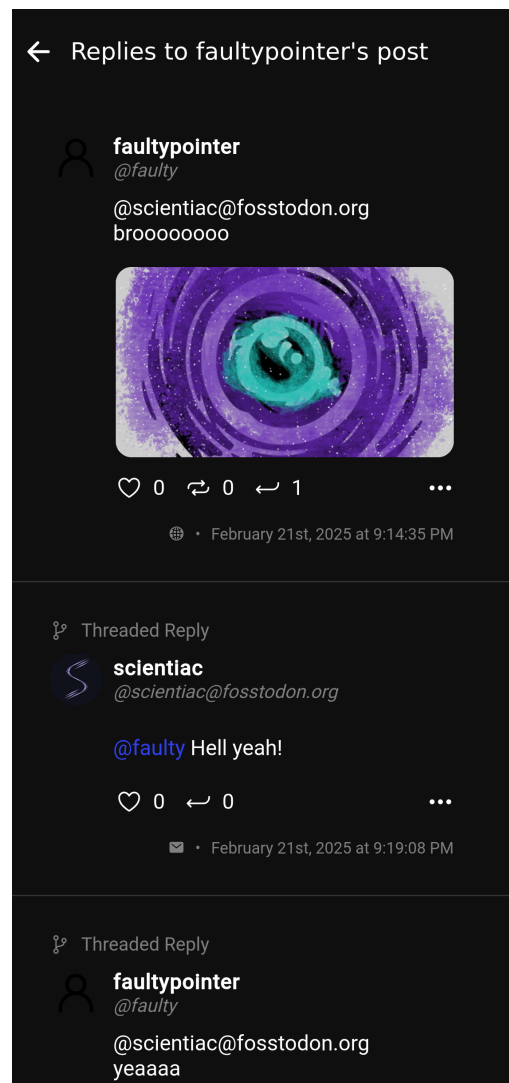 Replies to faultypointer's post
faultypointer
@faulty
@scientiac@fosstodon.org
broooooooo
0 0 1
• February 21st, 2025 at 9:14:35 PM
Threaded Reply
scientiac
@scientiac@fosstodon.org
@faulty Hell yeah!
0 0
• February 21st, 2025 at 9:19:08 PM
Threaded Reply
faultypointer
@faulty
@scientiac@fosstodon.org
yeaaaa